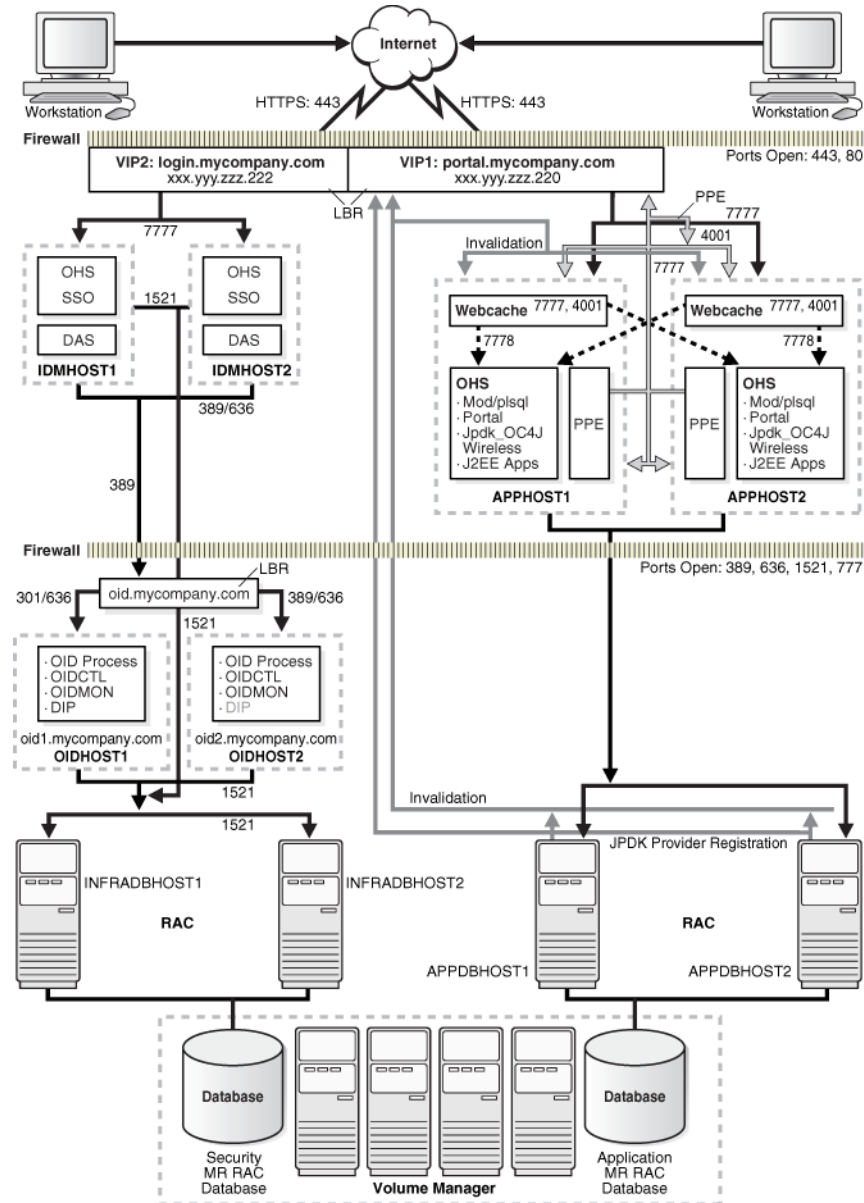 Internet
Workstation
Workstation
HTTPS: 443
HTTPS: 443
Firewall
Ports Open: 443, 80
VIP2: login.mycompany.com
xxx.yyy.zzz.222
VIP1: portal.mycompany.com
xxx.yyy.zzz.220
LBR
PPE
7777
7777
4001
Invalidation
7777
OHS
SSO
DAS
IDMHOST1
1521
OHS
SSO
DAS
IDMHOST2
389/636
389
Webcache 7777, 4001
7778
OHS
· Mod/plsql
· Portal
· Jpdk_OC4J
Wireless
· J2EE Apps
PPE
APPHOST1
Webcache 7777, 4001
7778
PPE
OHS
· Mod/plsql
· Portal
· Jpdk_OC4J
Wireless
· J2EE Apps
APPHOST2
Firewall
Ports Open: 389, 636, 1521, 777
LBR
301/636
oid.mycompany.com
389/636
1521
· OID Process
· OIDCTL
· OIDMON
· DIP
oid1.mycompany.com
OIDHOST1
· OID Process
· OIDCTL
· OIDMON
· DIP
oid2.mycompany.com
OIDHOST2
1521
1521
Invalidation
JPDK Provider Registration
INFRADBHOST1
INFRADBHOST2
RAC
RAC
APPDBHOST1
APPDBHOST2
Database
Security
MR RAC
Database
Volume Manager
Database
Application
MR RAC
Database